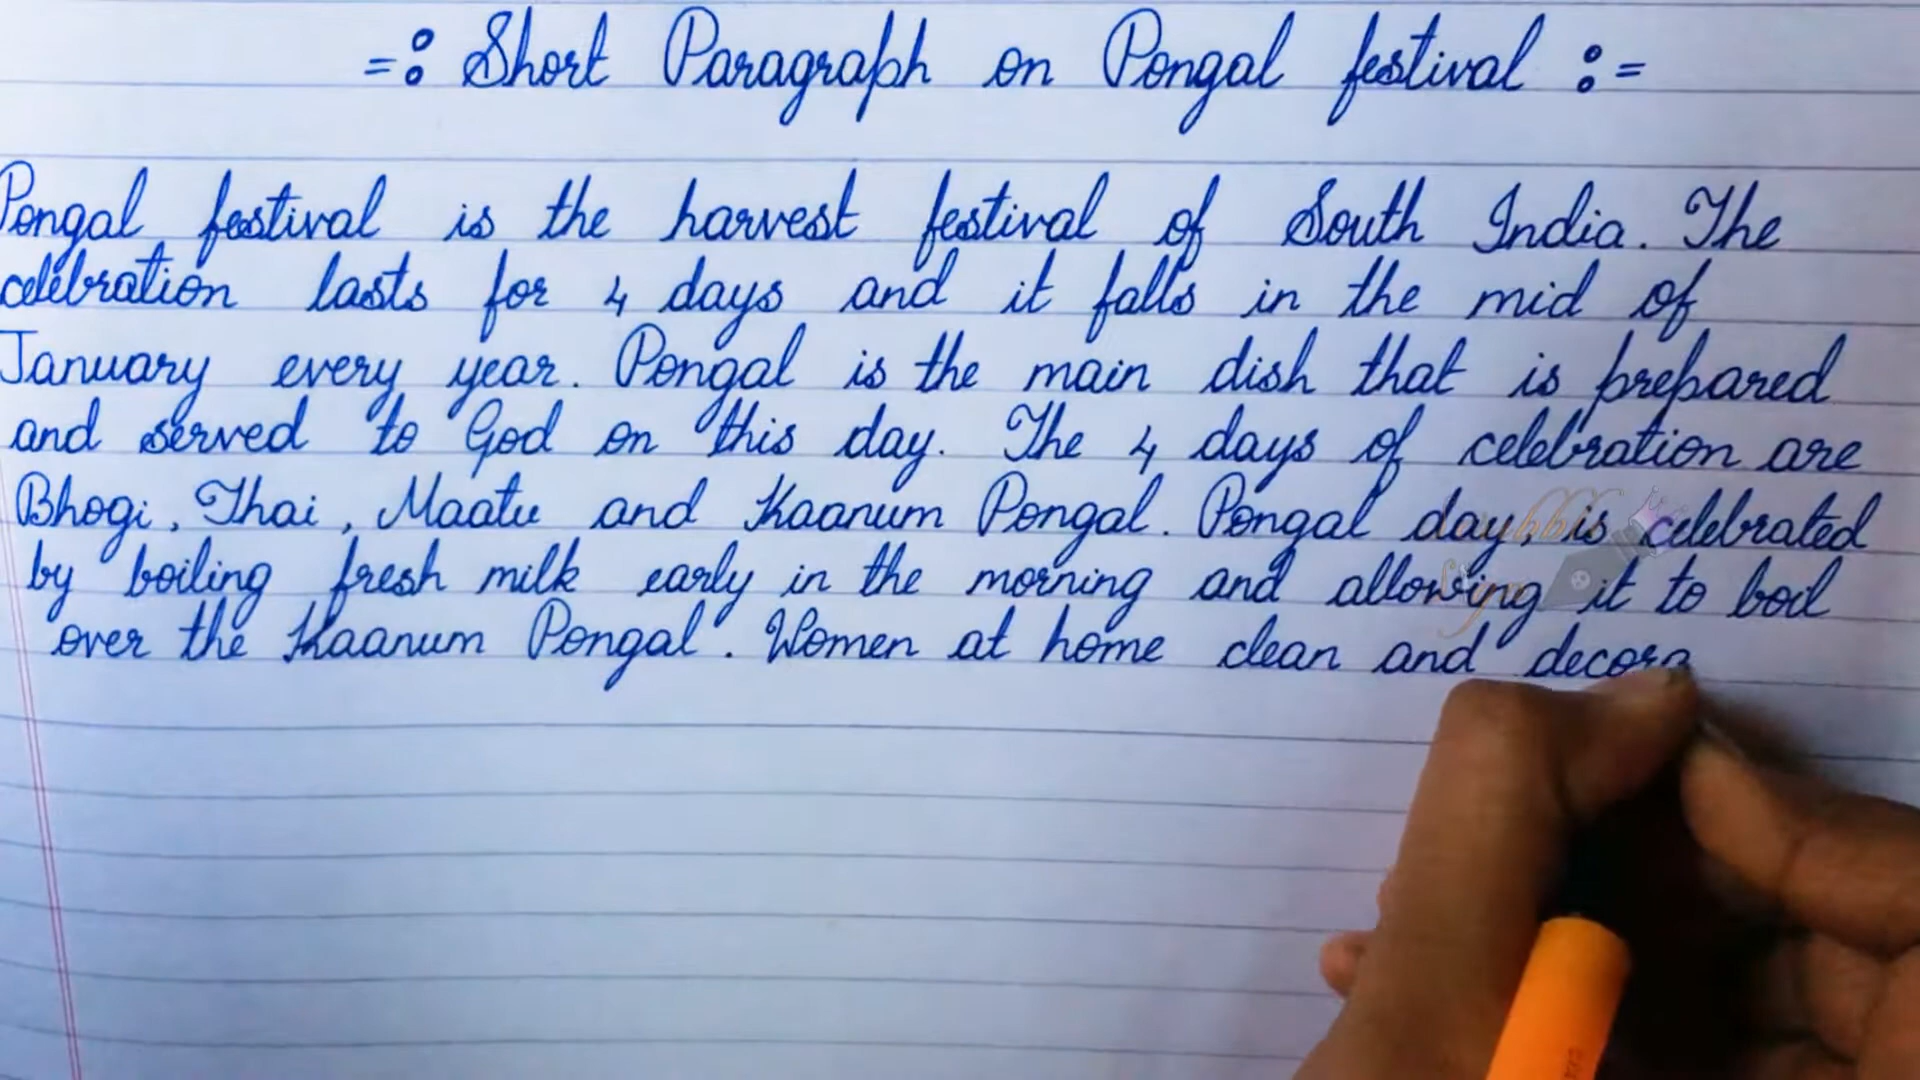 =: Short Paragraph on Pongal festival :=
Pongal festival is the harvest festival of South India. The
celebration lasts for 4 days and it falls in the mid of
January every year. Pongal is the main dish that is prepared
and served to God on this day. The 4 days of celebration are
Bhogi, Thai, Maatu and Kaanum Pongal. Pongal day, is celebrated
by boiling fresh milk early in the morning and allowing it to boil
over the Kaanum Pongal. Women at home clean and decora